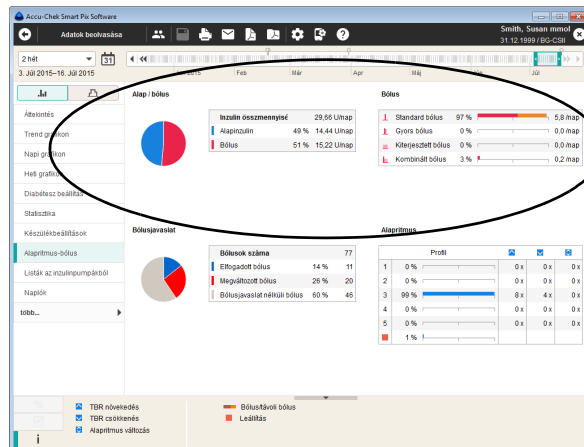 Accu-Chek Smart Pix Software
Adatok beolvasása
Smith, Susan mmol
31.12.1999 / BG-CSII
2 hét
31
3. Júl 2015–16. Júl 2015
2015
Feb
Már
Apr
Máj
Júl
Áttekintés
Trend grafikon
Napi grafikon
Heti grafikon
Diabétesz beállítás
Statisztika
Készülékbeállítások
Alapritmus-bólus
Listák az inzulinpumpákból
Naplók
több...
Alap / bólus
Inzulin összmennyisé 29,66 U/nap
Alapinzulin 49 % 14,44 U/nap
Bólus 51 % 15,22 U/nap
Bólus
Standard bólus 97 % 5,8 /nap
Gyors bólus 0 % 0,0 /nap
Kiterjesztett bólus 0 % 0,0 /nap
Kombinált bólus 3 % 0,2 /nap
Bólusjavaslat
Bólusok száma 77
Elfogadott bólus 14 % 11
Megváltozott bólus 26 % 20
Bólusjavaslat nélküli bólus 60 % 46
Alapritmus
Profil
1 0 % 0 x 0 x 0 x
2 0 % 0 x 0 x 0 x
3 99 % 8 x 4 x 0 x
4 0 % 0 x 0 x 0 x
5 0 % 0 x 0 x 0 x
1 %
TBR növekedés
TBR csökkenés
Alapritmus változás
Bólus/távoli bólus
Leállítás
i